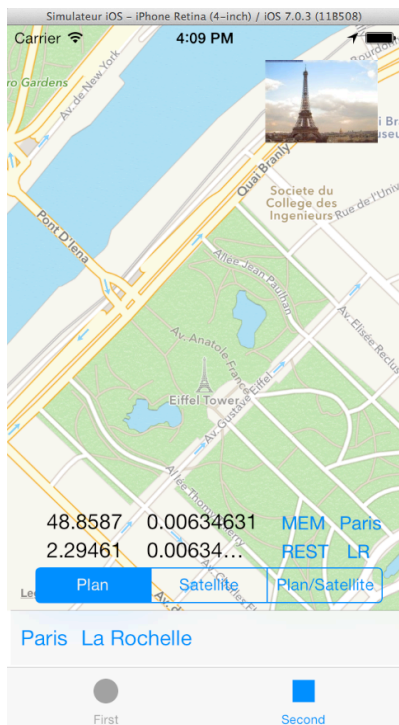 Simulateur iOS – iPhone Retina (4-inch) / iOS 7.0.3 (11B508)
Carrier 4:09 PM
Av. de New York
Bourdonn
ro Gardens
Quai Branly
Societe du
College des
Ingenieurs
Rue de l'Univ
Pont D'Iena
Allée Jean Paulhan
Av. Elisée Reclus
Av. Anatole France
Eiffel Tower
Av. Gustave Eiffel
Allée Thomy Thierry
48.8587 0.00634631 MEM Paris
2.29461 0.00634... REST LR
Plan Satellite Plan/Satellite
Paris La Rochelle
First Second